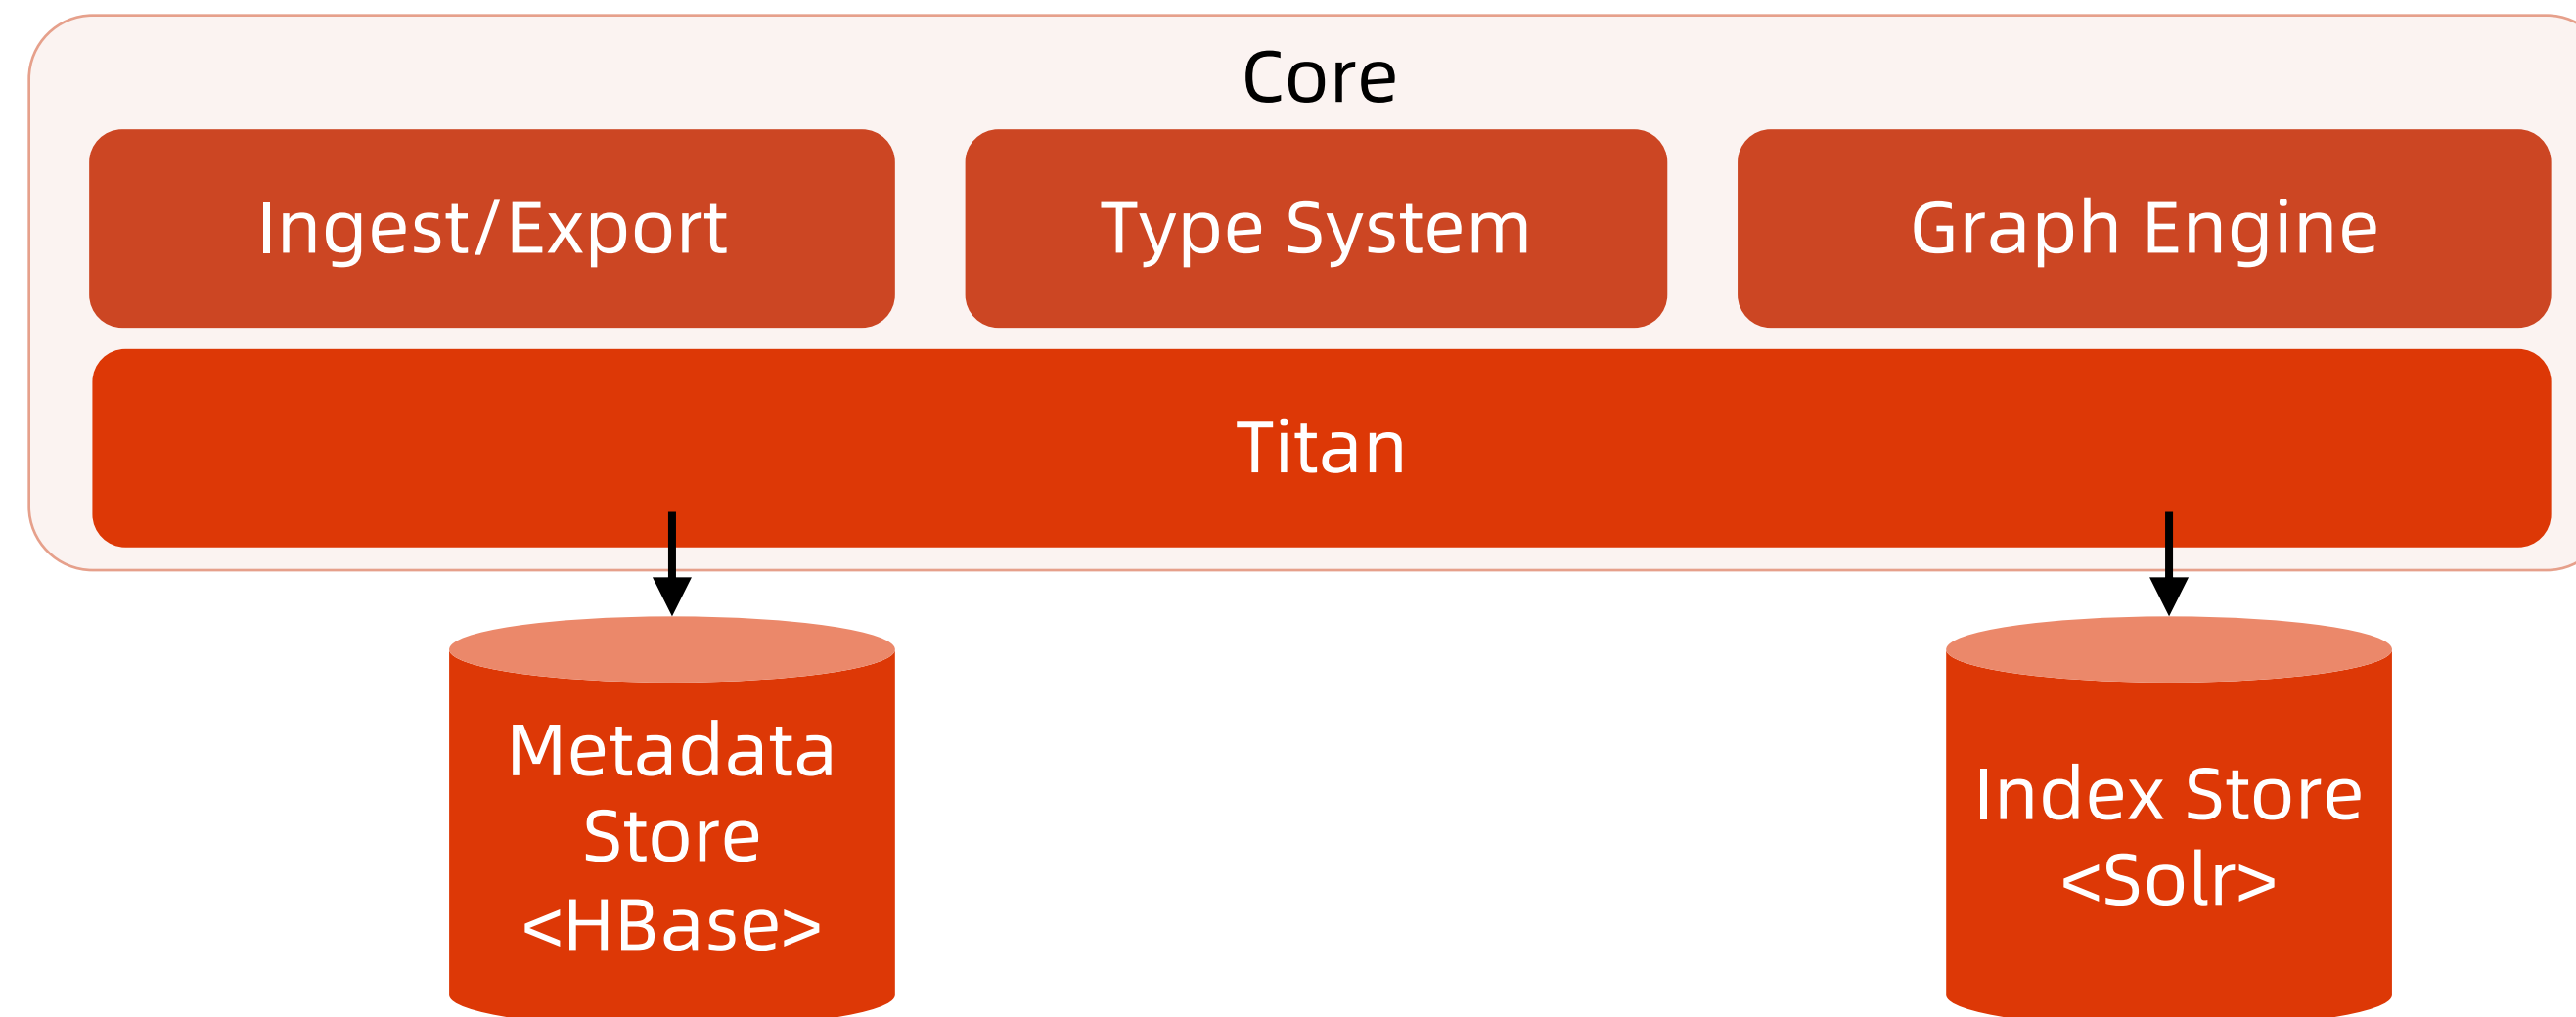 Core
Ingest/Export
Type System
Graph Engine
Titan
Metadata
Store
<HBase>
Index Store
<Solr>